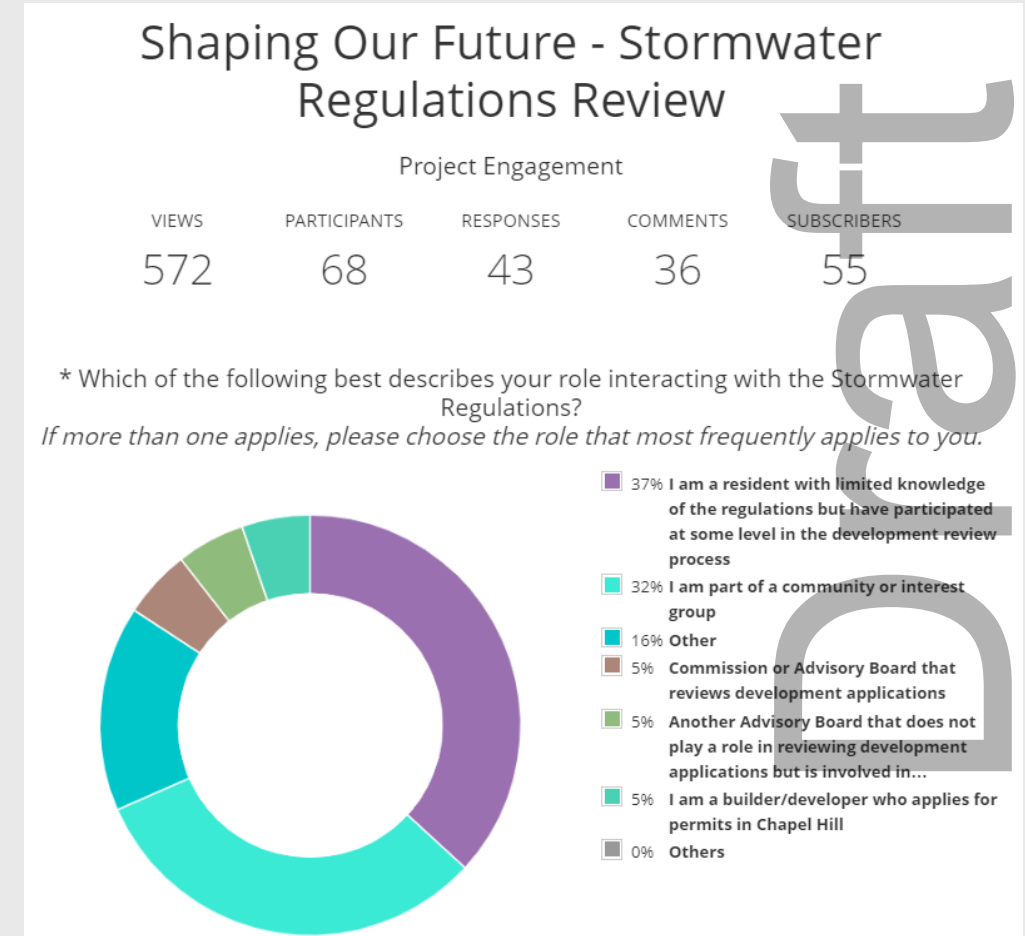 Shaping Our Future - Stormwater
Regulations Review
Project Engagement
VIEWS PARTICIPANTS RESPONSES COMMENTS SUBSCRIBERS
572 68 43 36 55
* Which of the following best describes your role interacting with the Stormwater
Regulations?
If more than one applies, please choose the role that most frequently applies to you.
37% I am a resident with limited knowledge
of the regulations but have participated
at some level in the development review
process
32% I am part of a community or interest
group
16% Other
5% Commission or Advisory Board that
reviews development applications
5% Another Advisory Board that does not
play a role in reviewing development
applications but is involved in...
5% I am a builder/developer who applies for
permits in Chapel Hill
0% Others
Draft